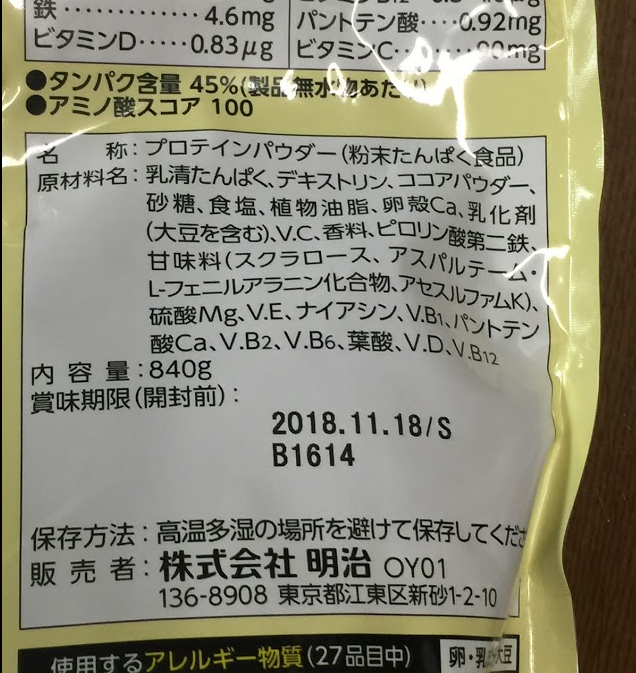 鉄・・・・・・・・・・・・・4.6mg
パントテン酸・・・・0.92mg
ビタミンD・・・・・0.83μg
ビタミンC・・・90mg
●タンパク含量 45%(製品無水物あたり)
●アミノ酸スコア 100
名 称：プロテインパウダー(粉末たんぱく食品)
原材料名：乳清たんぱく、デキストリン、ココアパウダー、
砂糖、食塩、植物油脂、卵殻Ca、乳化剤
(大豆を含む)、V.C、香料、ピロリン酸第二鉄、
甘味料(スクラロース、アスパルテーム・
L-フェニルアラニン化合物、アセスルファムK)、
硫酸Mg、V.E、ナイアシン、V.B1、パントテン
酸Ca、V.B2、V.B6、葉酸、V.D、V.B12
内容量：840g
賞味期限(開封前)：
2018.11.18/S
B1614
保存方法：高温多湿の場所を避けて保存してくださ
販売者：株式会社 明治 OY01
136-8908 東京都江東区新砂1-2-10
使用するアレルギー物質(27品目中)
卵・乳・大豆